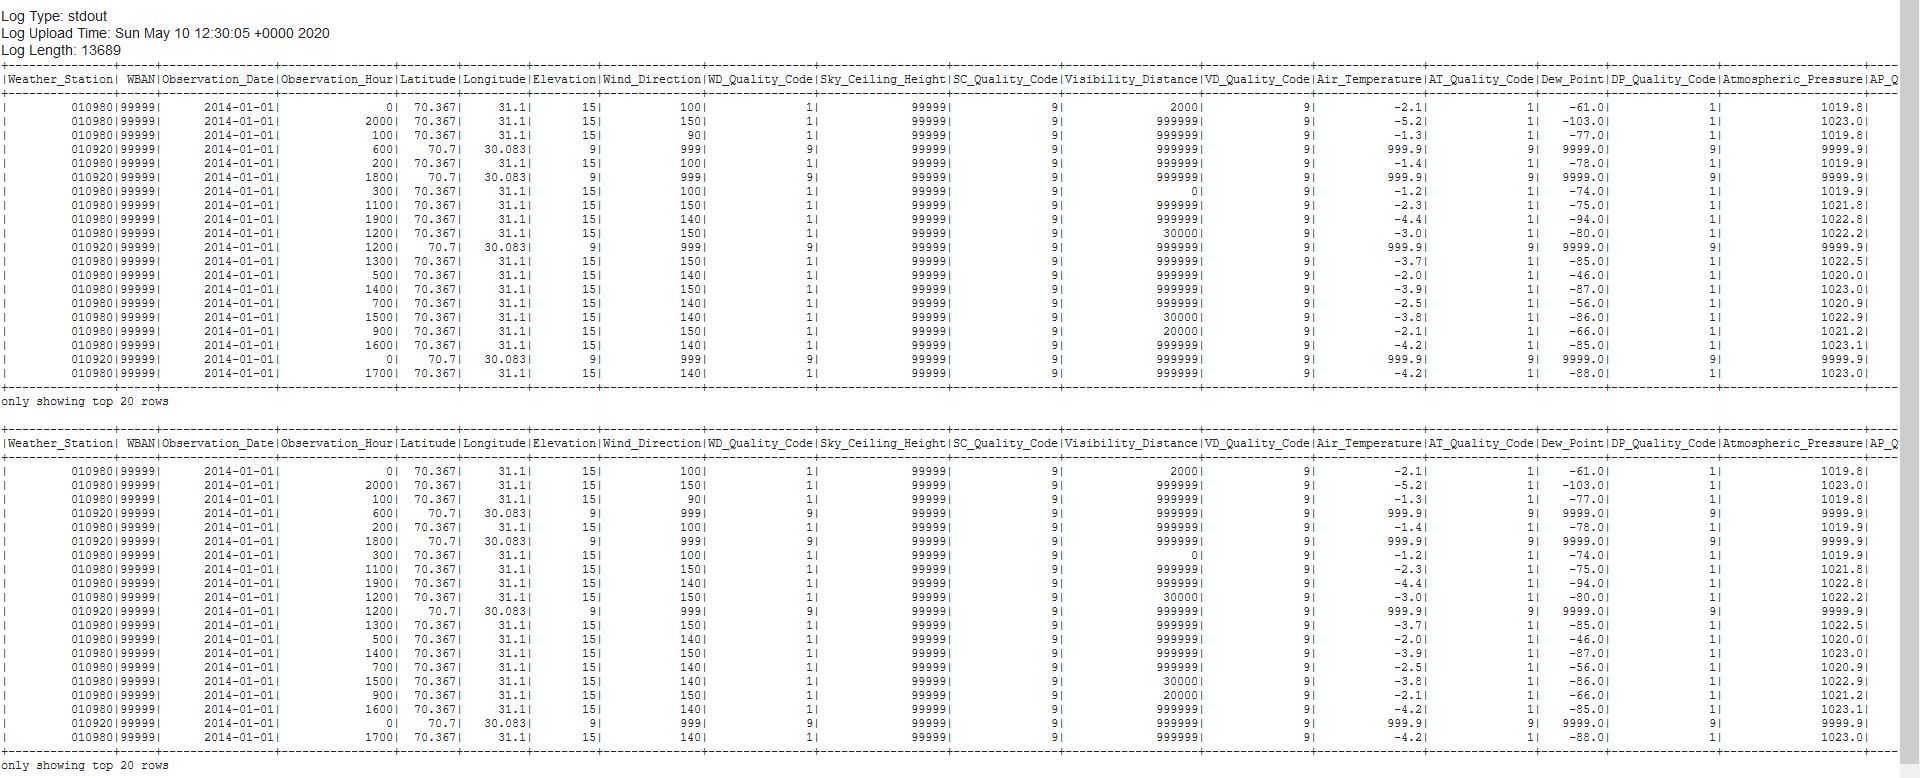 Log Type: stdout
Log Upload Time: Sun May 10 12:30:05 +0000 2020
Log Length: 13689
|Weather_Station| WBAN|Observation_Date|Observation_Hour|Latitude|Longitude|Elevation|Wind_Direction|WD_Quality_Code|Sky_Ceiling_Height|SC_Quality_Code|Visibility_Distance|VD_Quality_Code|Air_Temperature|AT_Quality_Code|Dew_Point|DP_Quality_Code|Atmospheric_Pressure|AP_Q
| 010980|99999| 2014-01-01| 0| 70.367| 31.1| 15| 100| 1| 99999| 9| 2000| 9| -2.1| 1| -61.0| 1| 1019.8|
| 010980|99999| 2014-01-01| 2000| 70.367| 31.1| 15| 150| 1| 99999| 9| 999999| 9| -5.2| 1| -103.0| 1| 1023.0|
| 010980|99999| 2014-01-01| 100| 70.367| 31.1| 15| 90| 1| 99999| 9| 999999| 9| -1.3| 1| -77.0| 1| 1019.8|
| 010920|99999| 2014-01-01| 600| 70.7| 30.083| 9| 999| 9| 99999| 9| 999999| 9| 999.9| 9| 9999.0| 9| 9999.9|
| 010980|99999| 2014-01-01| 200| 70.367| 31.1| 15| 100| 1| 99999| 9| 999999| 9| -1.4| 1| -78.0| 1| 1019.9|
| 010920|99999| 2014-01-01| 1800| 70.7| 30.083| 9| 999| 9| 99999| 9| 999999| 9| 999.9| 9| 9999.0| 9| 9999.9|
| 010980|99999| 2014-01-01| 300| 70.367| 31.1| 15| 100| 1| 99999| 9| 0| 9| -1.2| 1| -74.0| 1| 1019.9|
| 010980|99999| 2014-01-01| 1100| 70.367| 31.1| 15| 150| 1| 99999| 9| 999999| 9| -2.3| 1| -75.0| 1| 1021.8|
| 010980|99999| 2014-01-01| 1900| 70.367| 31.1| 15| 140| 1| 99999| 9| 999999| 9| -4.4| 1| -94.0| 1| 1022.8|
| 010980|99999| 2014-01-01| 1200| 70.367| 31.1| 15| 150| 1| 99999| 9| 30000| 9| -3.0| 1| -80.0| 1| 1022.2|
| 010920|99999| 2014-01-01| 1200| 70.7| 30.083| 9| 999| 9| 99999| 9| 999999| 9| 999.9| 9| 9999.0| 9| 9999.9|
| 010980|99999| 2014-01-01| 1300| 70.367| 31.1| 15| 150| 1| 99999| 9| 999999| 9| -3.7| 1| -85.0| 1| 1022.5|
| 010980|99999| 2014-01-01| 500| 70.367| 31.1| 15| 140| 1| 99999| 9| 999999| 9| -2.0| 1| -46.0| 1| 1020.0|
| 010980|99999| 2014-01-01| 1400| 70.367| 31.1| 15| 150| 1| 99999| 9| 999999| 9| -3.9| 1| -87.0| 1| 1023.0|
| 010980|99999| 2014-01-01| 700| 70.367| 31.1| 15| 140| 1| 99999| 9| 999999| 9| -2.5| 1| -56.0| 1| 1020.9|
| 010980|99999| 2014-01-01| 1500| 70.367| 31.1| 15| 140| 1| 99999| 9| 30000| 9| -3.8| 1| -86.0| 1| 1022.9|
| 010980|99999| 2014-01-01| 900| 70.367| 31.1| 15| 150| 1| 99999| 9| 20000| 9| -2.1| 1| -66.0| 1| 1021.2|
| 010980|99999| 2014-01-01| 1600| 70.367| 31.1| 15| 140| 1| 99999| 9| 999999| 9| -4.2| 1| -85.0| 1| 1023.1|
| 010920|99999| 2014-01-01| 0| 70.7| 30.083| 9| 999| 9| 99999| 9| 999999| 9| 999.9| 9| 9999.0| 9| 9999.9|
| 010980|99999| 2014-01-01| 1700| 70.367| 31.1| 15| 140| 1| 99999| 9| 999999| 9| -4.2| 1| -88.0| 1| 1023.0|
only showing top 20 rows
|Weather_Station| WBAN|Observation_Date|Observation_Hour|Latitude|Longitude|Elevation|Wind_Direction|WD_Quality_Code|Sky_Ceiling_Height|SC_Quality_Code|Visibility_Distance|VD_Quality_Code|Air_Temperature|AT_Quality_Code|Dew_Point|DP_Quality_Code|Atmospheric_Pressure|AP_Q
| 010980|99999| 2014-01-01| 0| 70.367| 31.1| 15| 100| 1| 99999| 9| 2000| 9| -2.1| 1| -61.0| 1| 1019.8|
| 010980|99999| 2014-01-01| 2000| 70.367| 31.1| 15| 150| 1| 99999| 9| 999999| 9| -5.2| 1| -103.0| 1| 1023.0|
| 010980|99999| 2014-01-01| 100| 70.367| 31.1| 15| 90| 1| 99999| 9| 999999| 9| -1.3| 1| -77.0| 1| 1019.8|
| 010920|99999| 2014-01-01| 600| 70.7| 30.083| 9| 999| 9| 99999| 9| 999999| 9| 999.9| 9| 9999.0| 9| 9999.9|
| 010980|99999| 2014-01-01| 200| 70.367| 31.1| 15| 100| 1| 99999| 9| 999999| 9| -1.4| 1| -78.0| 1| 1019.9|
| 010920|99999| 2014-01-01| 1800| 70.7| 30.083| 9| 999| 9| 99999| 9| 999999| 9| 999.9| 9| 9999.0| 9| 9999.9|
| 010980|99999| 2014-01-01| 300| 70.367| 31.1| 15| 100| 1| 99999| 9| 0| 9| -1.2| 1| -74.0| 1| 1019.9|
| 010980|99999| 2014-01-01| 1100| 70.367| 31.1| 15| 150| 1| 99999| 9| 999999| 9| -2.3| 1| -75.0| 1| 1021.8|
| 010980|99999| 2014-01-01| 1900| 70.367| 31.1| 15| 140| 1| 99999| 9| 999999| 9| -4.4| 1| -94.0| 1| 1022.8|
| 010980|99999| 2014-01-01| 1200| 70.367| 31.1| 15| 150| 1| 99999| 9| 30000| 9| -3.0| 1| -80.0| 1| 1022.2|
| 010920|99999| 2014-01-01| 1200| 70.7| 30.083| 9| 999| 9| 99999| 9| 999999| 9| 999.9| 9| 9999.0| 9| 9999.9|
| 010980|99999| 2014-01-01| 1300| 70.367| 31.1| 15| 150| 1| 99999| 9| 999999| 9| -3.7| 1| -85.0| 1| 1022.5|
| 010980|99999| 2014-01-01| 500| 70.367| 31.1| 15| 140| 1| 99999| 9| 999999| 9| -2.0| 1| -46.0| 1| 1020.0|
| 010980|99999| 2014-01-01| 1400| 70.367| 31.1| 15| 150| 1| 99999| 9| 999999| 9| -3.9| 1| -87.0| 1| 1023.0|
| 010980|99999| 2014-01-01| 700| 70.367| 31.1| 15| 140| 1| 99999| 9| 999999| 9| -2.5| 1| -56.0| 1| 1020.9|
| 010980|99999| 2014-01-01| 1500| 70.367| 31.1| 15| 140| 1| 99999| 9| 30000| 9| -3.8| 1| -86.0| 1| 1022.9|
| 010980|99999| 2014-01-01| 900| 70.367| 31.1| 15| 150| 1| 99999| 9| 20000| 9| -2.1| 1| -66.0| 1| 1021.2|
| 010980|99999| 2014-01-01| 1600| 70.367| 31.1| 15| 140| 1| 99999| 9| 999999| 9| -4.2| 1| -85.0| 1| 1023.1|
| 010920|99999| 2014-01-01| 0| 70.7| 30.083| 9| 999| 9| 99999| 9| 999999| 9| 999.9| 9| 9999.0| 9| 9999.9|
| 010980|99999| 2014-01-01| 1700| 70.367| 31.1| 15| 140| 1| 99999| 9| 999999| 9| -4.2| 1| -88.0| 1| 1023.0|
only showing top 20 rows